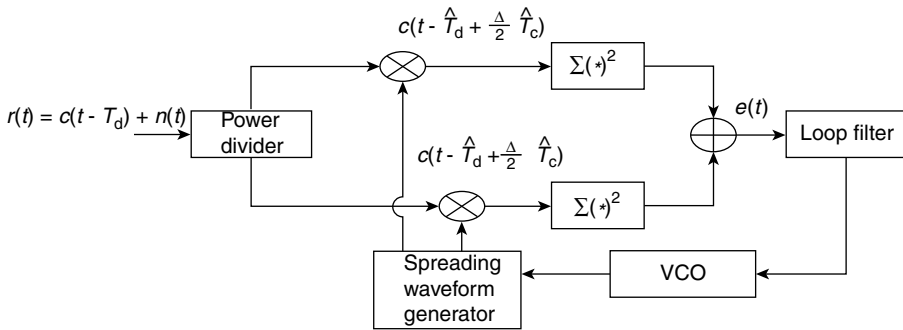 c(t - T̂d + Δ/2 T̂c)
Σ(*)²
r(t) = c(t - Td) + n(t)
Power
divider
e(t)
Loop filter
c(t - T̂d +Δ/2 T̂c)
Σ(*)²
Spreading
waveform
generator
VCO